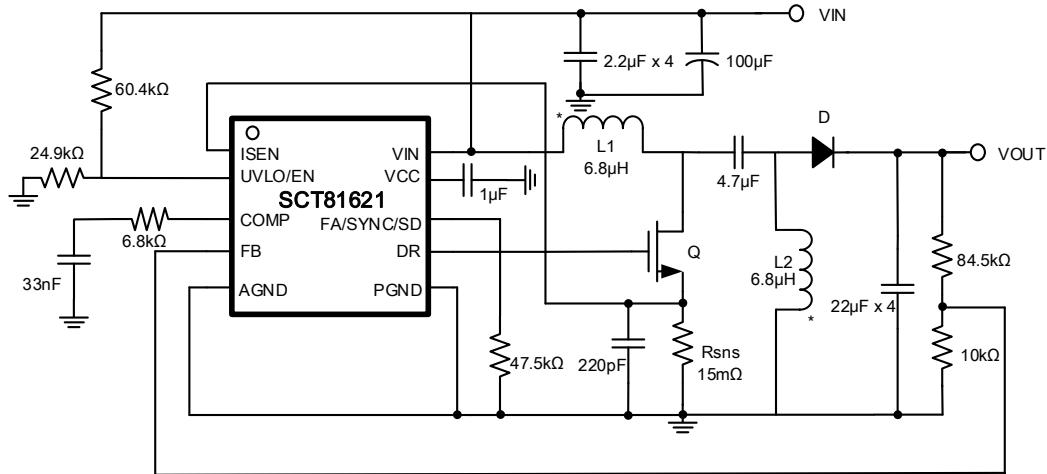 VIN
2.2µF x 4
100µF
60.4kΩ
D
*
L1
6.8µH
4.7µF
VOUT
24.9kΩ
ISEN
VIN
UVLO/EN
VCC
1µF
SCT81621
COMP
FA/SYNC/SD
6.8kΩ
FB
DR
Q
33nF
AGND
PGND
L2
6.8µH
*
84.5kΩ
22µF x 4
47.5kΩ
220pF
Rsns
15mΩ
10kΩ